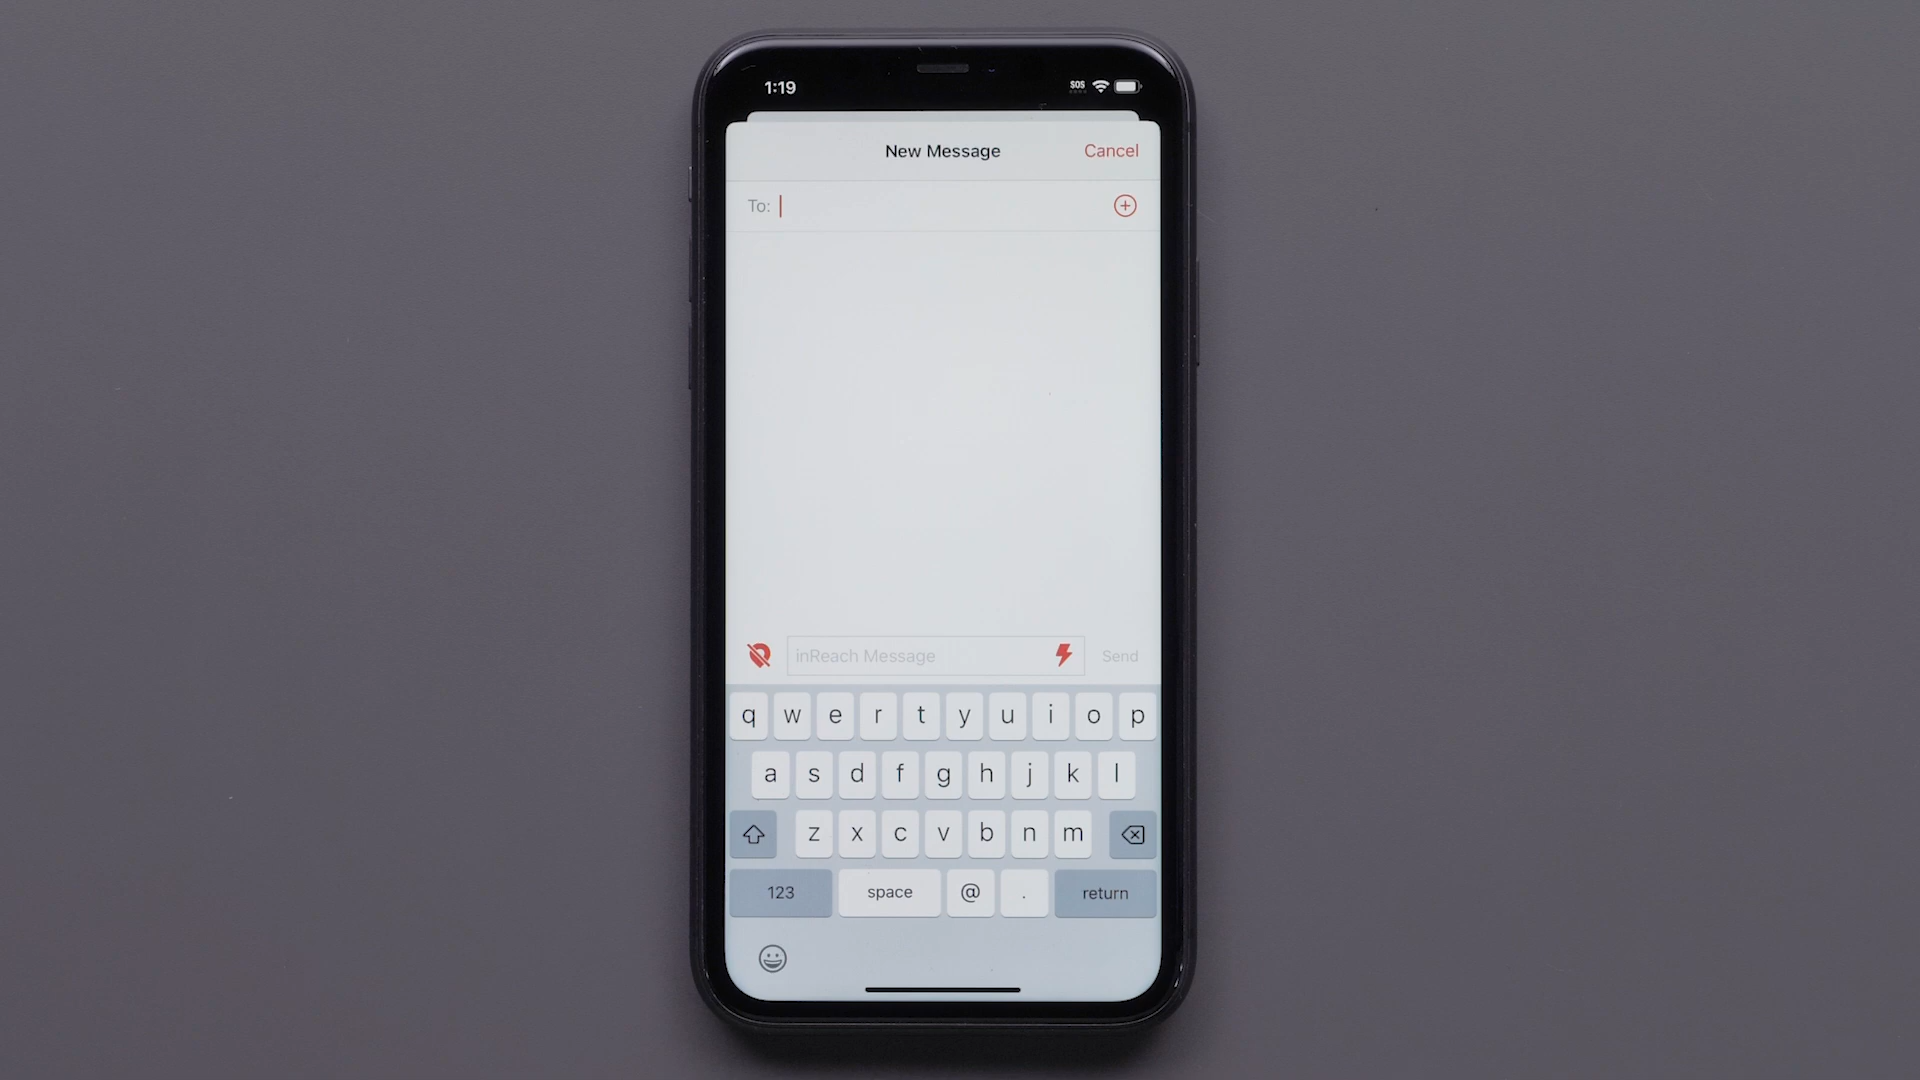 1:19 SOS
New Message Cancel
To:
inReach Message Send
q w e r t y u i o p
a s d f g h j k l
z x c v b n m
123 space @ . return